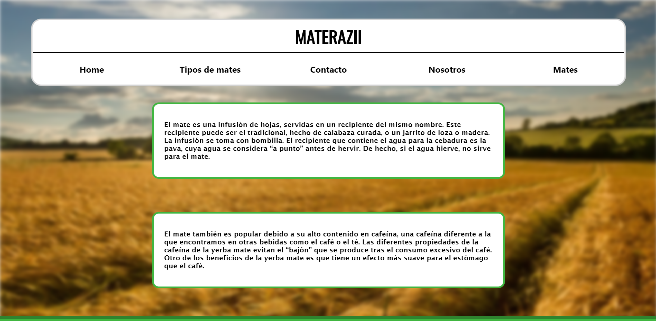 MATERAZII
Home Tipos de mates Contacto Nosotros Mates
El mate es una infusión de hojas, servidas en un recipiente del mismo nombre. Este
recipiente puede ser el tradicional, hecho de calabaza curada, o un jarrito de loza o madera.
La infusión se toma con bombilla. El recipiente que contiene el agua para la cebadura es la
pava, cuya agua se considera "a punto" antes de hervir. De hecho, si el agua hierve, no sirve
para el mate.
El mate también es popular debido a su alto contenido en cafeína, una cafeína diferente a la
que encontramos en otras bebidas como el café o el té. Las diferentes propiedades de la
cafeína de la yerba mate evitan el "bajón" que se produce tras el consumo excesivo del café.
Otro de los beneficios de la yerba mate es que tiene un efecto más suave para el estómago
que el café.